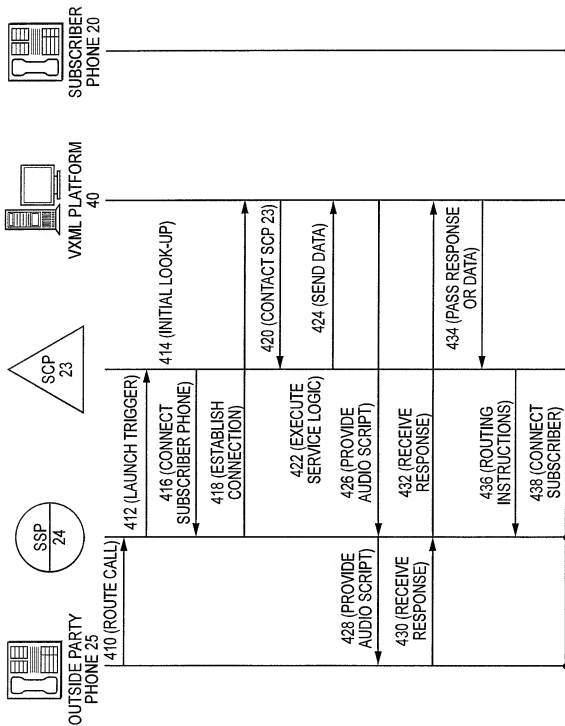 OUTSIDE PARTY
PHONE 25
SSP
24
SCP
23
VXML PLATFORM
40
SUBSCRIBER
PHONE 20
410 (ROUTE CALL)
412 (LAUNCH TRIGGER)
414 (INITIAL LOOK-UP)
416 (CONNECT
SUBSCRIBER PHONE)
418 (ESTABLISH
CONNECTION)
420 (CONTACT SCP 23)
422 (EXECUTE
SERVICE LOGIC)
424 (SEND DATA)
426 (PROVIDE
AUDIO SCRIPT)
428 (PROVIDE
AUDIO SCRIPT)
430 (RECEIVE
RESPONSE)
432 (RECEIVE
RESPONSE)
434 (PASS RESPONSE
OR DATA)
436 (ROUTING
INSTRUCTIONS)
438 (CONNECT
SUBSCRIBER)